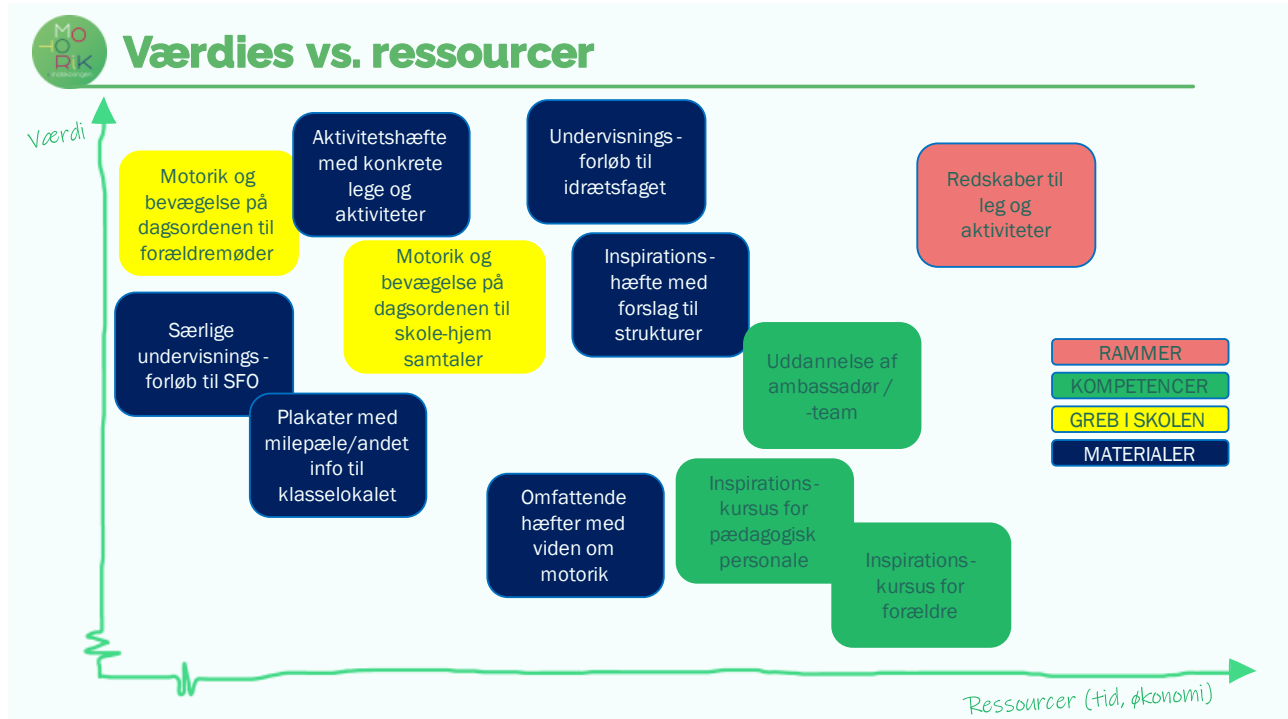 MO
TO
RiK
i indskolingen
Værdies vs. ressourcer
Værdi
Motorik og
bevægelse på
dagsordenen til
forældremøder
Aktivitetshæfte
med konkrete
lege og
aktiviteter
Undervisnings-
forløb til
idrætsfaget
Redskaber til
leg og
aktiviteter
Motorik og
bevægelse på
dagsordenen til
skole-hjem
samtaler
Inspirations-
hæfte med
forslag til
strukturer
Særlige
undervisnings-
forløb til SFO
Uddannelse af
ambassadør /
-team
RAMMER
KOMPETENCER
GREB I SKOLEN
MATERIALER
Plakater med
milepæle/andet
info til
klasselokalet
Omfattende
hæfter med
viden om
motorik
Inspirations-
kursus for
pædagogisk
personale
Inspirations-
kursus for
forældre
Ressourcer (tid, økonomi)